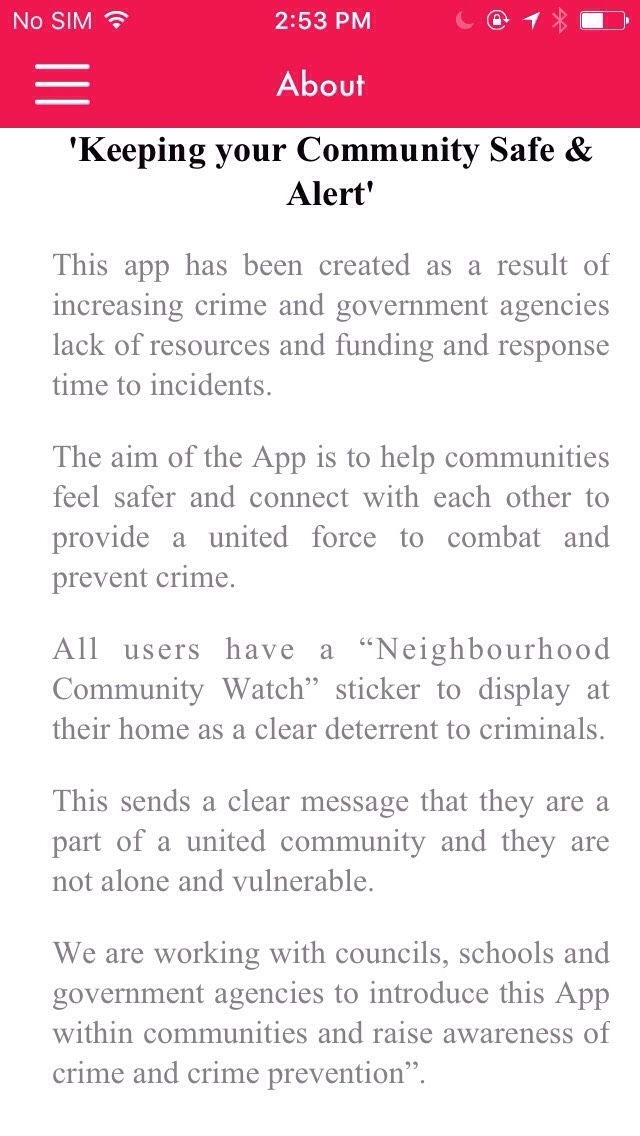 No SIM 2:53 PM
About
'Keeping your Community Safe &
Alert'
This app has been created as a result of
increasing crime and government agencies
lack of resources and funding and response
time to incidents.
The aim of the App is to help communities
feel safer and connect with each other to
provide a united force to combat and
prevent crime.
All users have a “Neighbourhood
Community Watch” sticker to display at
their home as a clear deterrent to criminals.
This sends a clear message that they are a
part of a united community and they are
not alone and vulnerable.
We are working with councils, schools and
government agencies to introduce this App
within communities and raise awareness of
crime and crime prevention”.